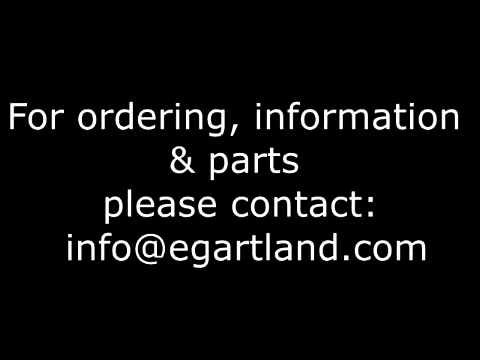 For ordering, information
& parts
please contact:
info@egartland.com